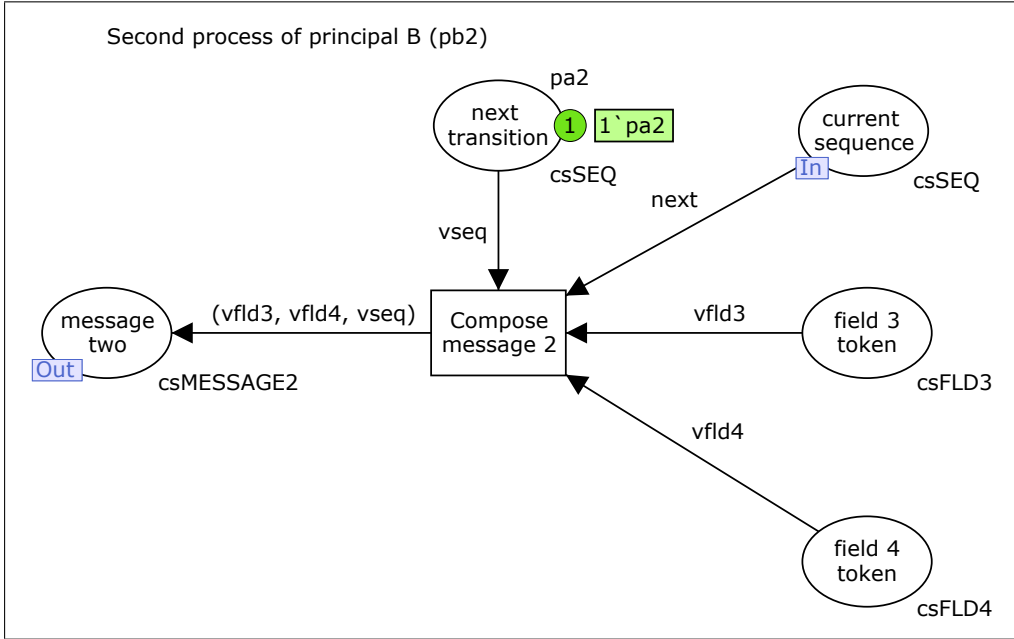 Second process of principal B (pb2)
pa2
next
transition
1
1`pa2
csSEQ
current
sequence
In
csSEQ
next
vseq
message
two
Out
csMESSAGE2
(vfld3, vfld4, vseq)
Compose
message 2
vfld3
field 3
token
csFLD3
vfld4
field 4
token
csFLD4